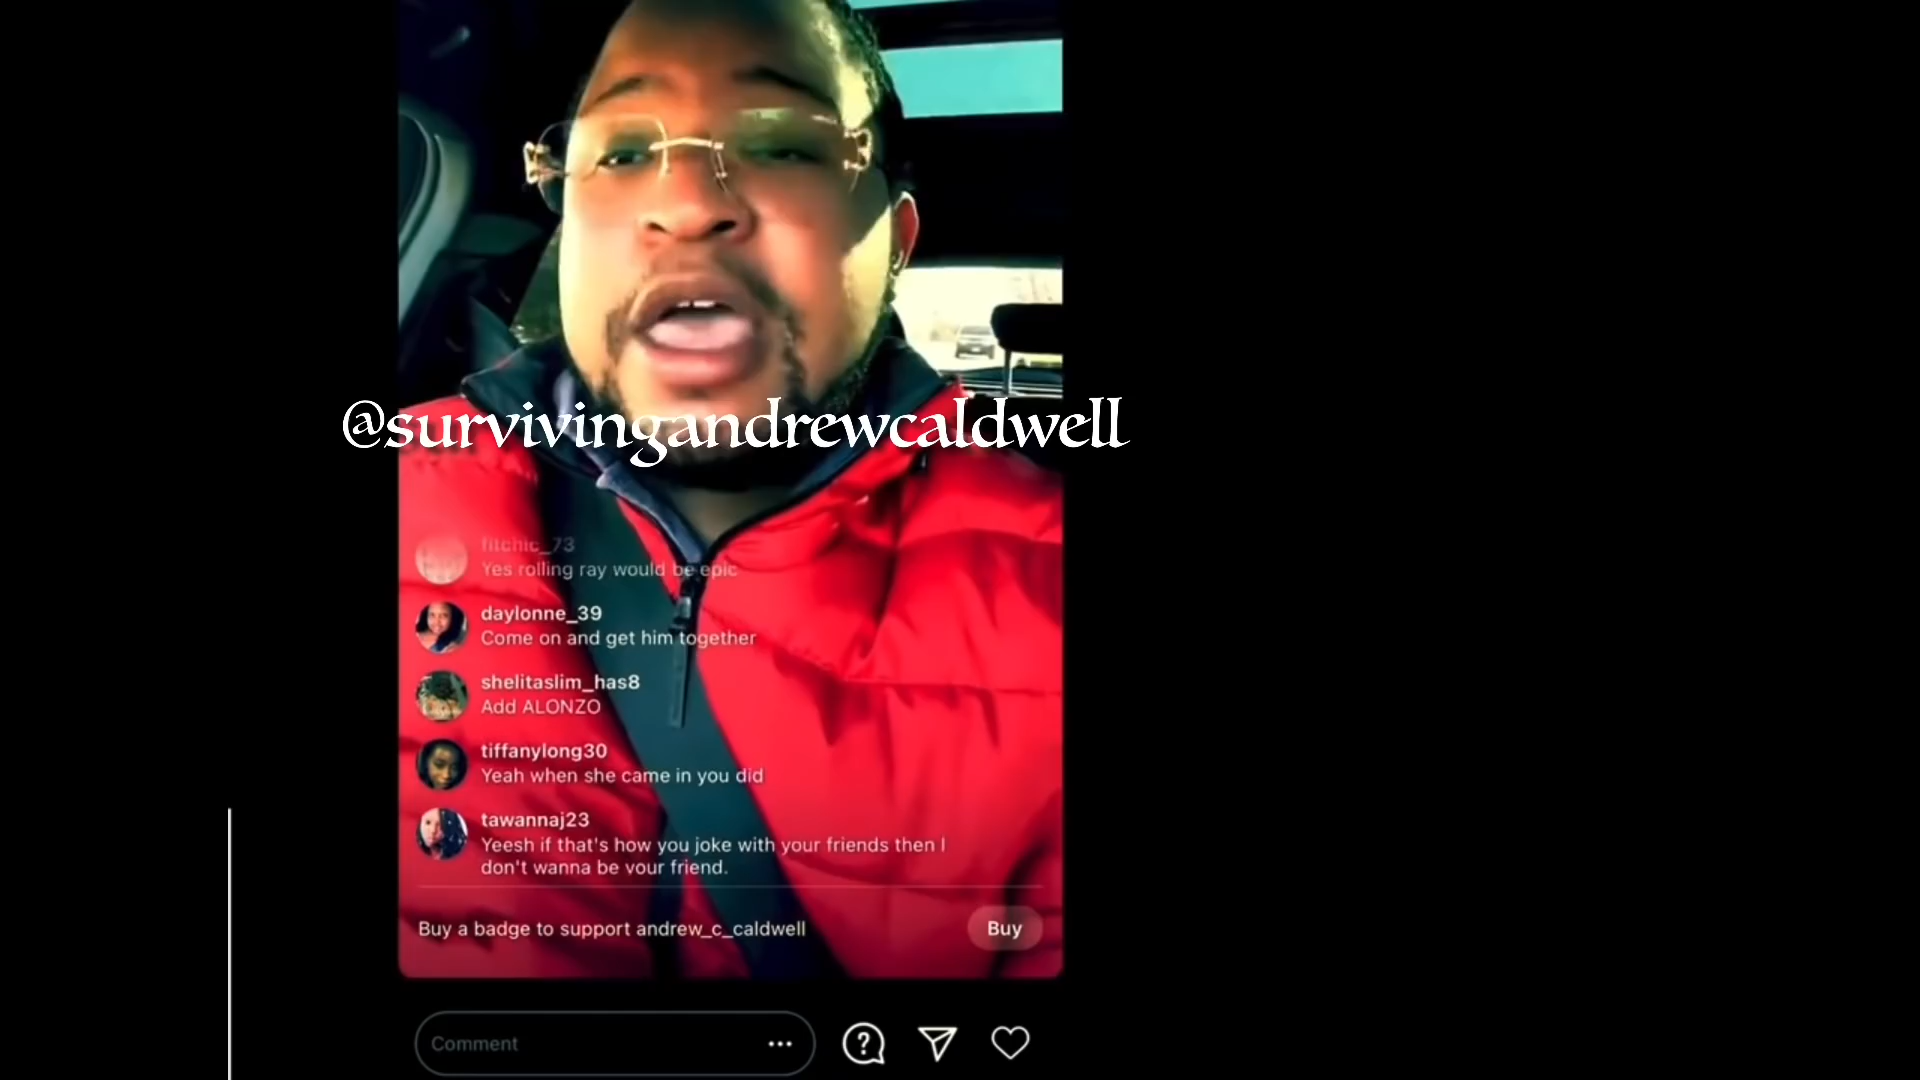 @survivingandrewcaldwell
fitchic_73
Yes rolling ray would be epic
daylonne_39
Come on and get him together
shelitaslim_has8
Add ALONZO
tiffanylong30
Yeah when she came in you did
tawannaj23
Yeesh if that's how you joke with your friends then I
don't wanna be your friend.
Buy a badge to support andrew_c_caldwell
Buy
Comment